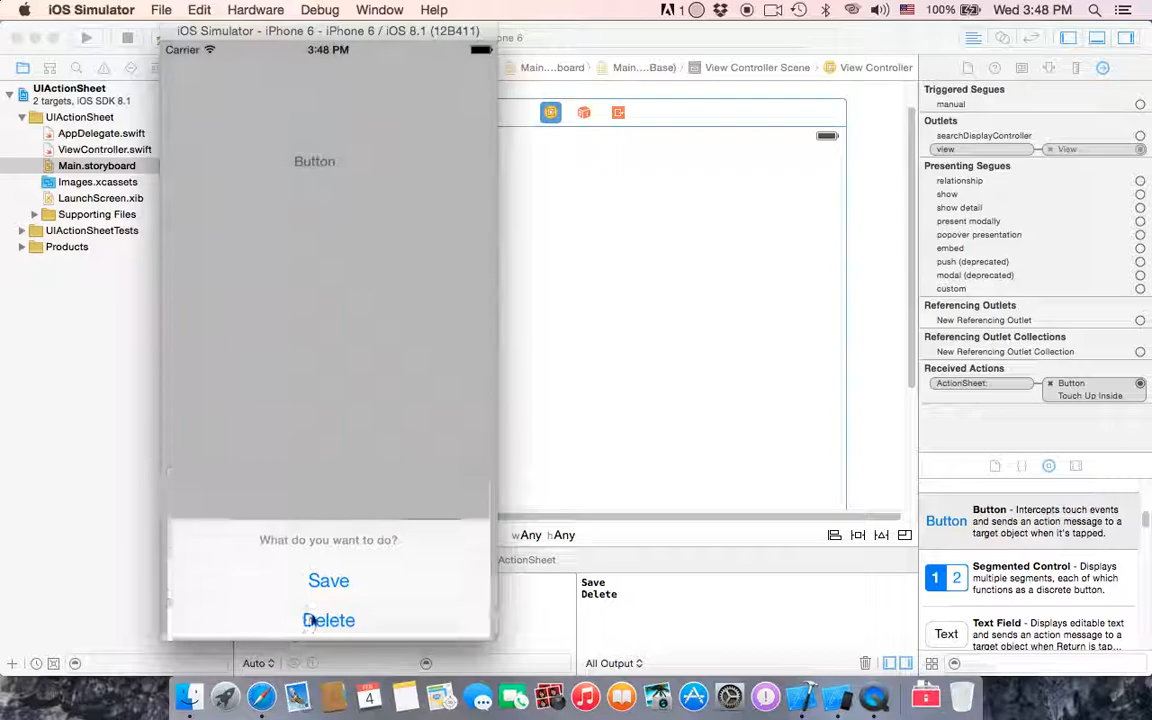 iOS Simulator File Edit Hardware Debug Window Help
1 100% Wed 3:48 PM
iOS Simulator - iPhone 6 - iPhone 6 / iOS 8.1 (12B411)
ne 6
Carrier 3:48 PM
Main....board Main....Base) View Controller Scene View Controller
UIActionSheet
2 targets, iOS SDK 8.1
UIActionSheet
AppDelegate.swift
ViewController.swift
Main.storyboard
Images.xcassets
LaunchScreen.xib
Supporting Files
UIActionSheetTests
Products
Button
What do you want to do?
Save
Delete
wAny hAny
ActionSheet
Save
Delete
Auto
All Output
Triggered Segues
manual
Outlets
searchDisplayController
view View
Presenting Segues
relationship
show
show detail
present modally
popover presentation
embed
push (deprecated)
modal (deprecated)
custom
Referencing Outlets
New Referencing Outlet
Referencing Outlet Collections
New Referencing Outlet Collection
Received Actions
ActionSheet: Button
Touch Up Inside
Button
Button - Intercepts touch events
and sends an action message to a
target object when it's tapped.
1 2
Segmented Control - Displays
multiple segments, each of which
functions as a discrete button.
Text
Text Field - Displays editable text
and sends an action message to a
target object when Return is tap...
FEB
4